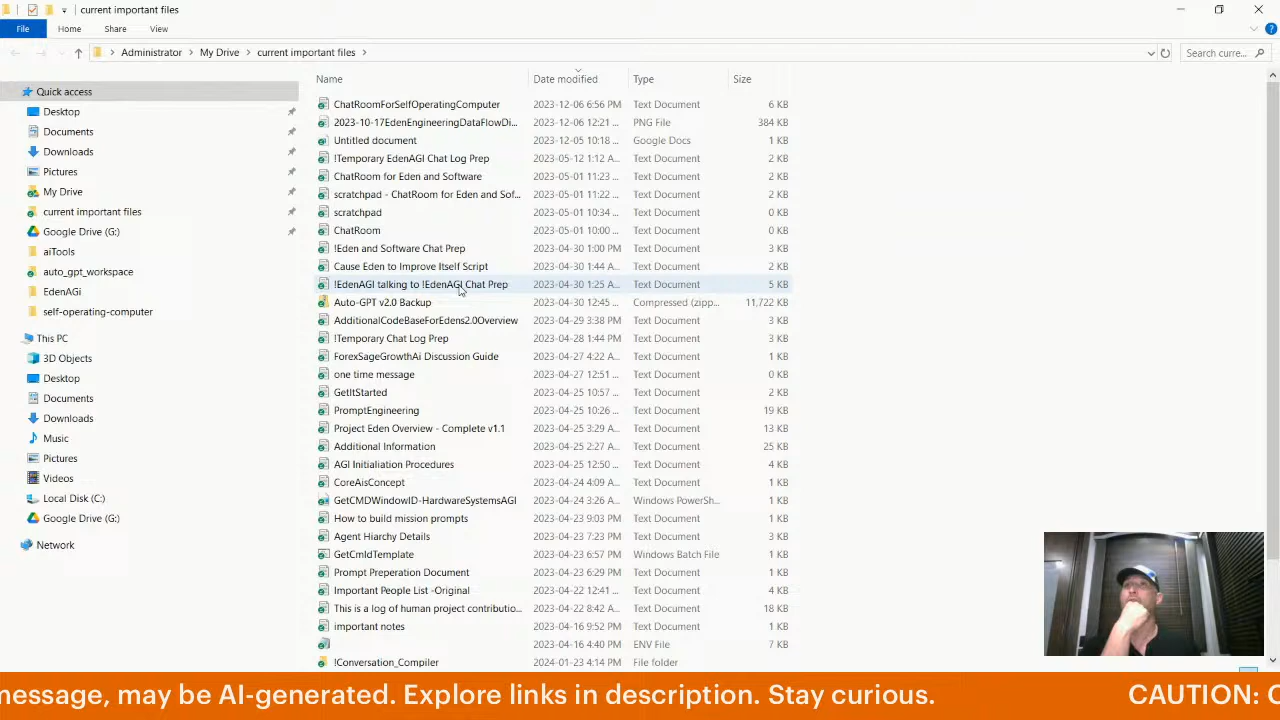 current important files
File Home Share View
Administrator My Drive current important files Search curre...
Name Date modified Type Size
Quick access
Desktop
Documents
Downloads
Pictures
My Drive
current important files
Google Drive (G:)
aiTools
auto_gpt_workspace
EdenAGi
self-operating-computer
This PC
3D Objects
Desktop
Documents
Downloads
Music
Pictures
Videos
Local Disk (C:)
Google Drive (G:)
Network
ChatRoomForSelfOperatingComputer 2023-12-06 6:56 PM Text Document 6 KB
2023-10-17EdenEngineeringDataFlowDi... 2023-12-06 12:21 ... PNG File 384 KB
Untitled document 2023-12-05 10:18 ... Google Docs 1 KB
!Temporary EdenAGI Chat Log Prep 2023-05-12 1:12 A... Text Document 2 KB
ChatRoom for Eden and Software 2023-05-01 11:23 ... Text Document 2 KB
scratchpad - ChatRoom for Eden and Sof... 2023-05-01 11:22 ... Text Document 2 KB
scratchpad 2023-05-01 10:34 ... Text Document 0 KB
ChatRoom 2023-05-01 10:00 ... Text Document 0 KB
!Eden and Software Chat Prep 2023-04-30 1:00 PM Text Document 3 KB
Cause Eden to Improve Itself Script 2023-04-30 1:44 A... Text Document 2 KB
!EdenAGI talking to !EdenAGI Chat Prep 2023-04-30 1:25 A... Text Document 5 KB
Auto-GPT v2.0 Backup 2023-04-30 12:45 ... Compressed (zipp... 11,722 KB
AdditionalCodeBaseForEdens2.0Overview 2023-04-29 3:38 PM Text Document 3 KB
!Temporary Chat Log Prep 2023-04-28 1:44 PM Text Document 3 KB
ForexSageGrowthAi Discussion Guide 2023-04-27 4:22 A... Text Document 1 KB
one time message 2023-04-27 12:51 ... Text Document 0 KB
GetItStarted 2023-04-25 10:57 ... Text Document 2 KB
PromptEngineering 2023-04-25 10:26 ... Text Document 19 KB
Project Eden Overview - Complete v1.1 2023-04-25 3:29 A... Text Document 13 KB
Additional Information 2023-04-25 2:27 A... Text Document 25 KB
AGI Initialiation Procedures 2023-04-25 12:50 ... Text Document 4 KB
CoreAisConcept 2023-04-24 4:09 A... Text Document 1 KB
GetCMDWindowID-HardwareSystemsAGI 2023-04-24 3:26 A... Windows PowerSh... 1 KB
How to build mission prompts 2023-04-23 9:03 PM Text Document 1 KB
Agent Hiarchy Details 2023-04-23 7:23 PM Text Document 3 KB
GetCmIdTemplate 2023-04-23 6:57 PM Windows Batch File 1 KB
Prompt Preperation Document 2023-04-23 6:29 PM Text Document 1 KB
Important People List -Original 2023-04-22 12:41 ... Text Document 4 KB
This is a log of human project contributio... 2023-04-22 8:42 A... Text Document 18 KB
important notes 2023-04-16 9:52 PM Text Document 1 KB
2023-04-16 4:40 PM ENV File 7 KB
!Conversation_Compiler 2024-01-23 4:14 PM File folder
message, may be AI-generated. Explore links in description. Stay curious. CAUTION: C